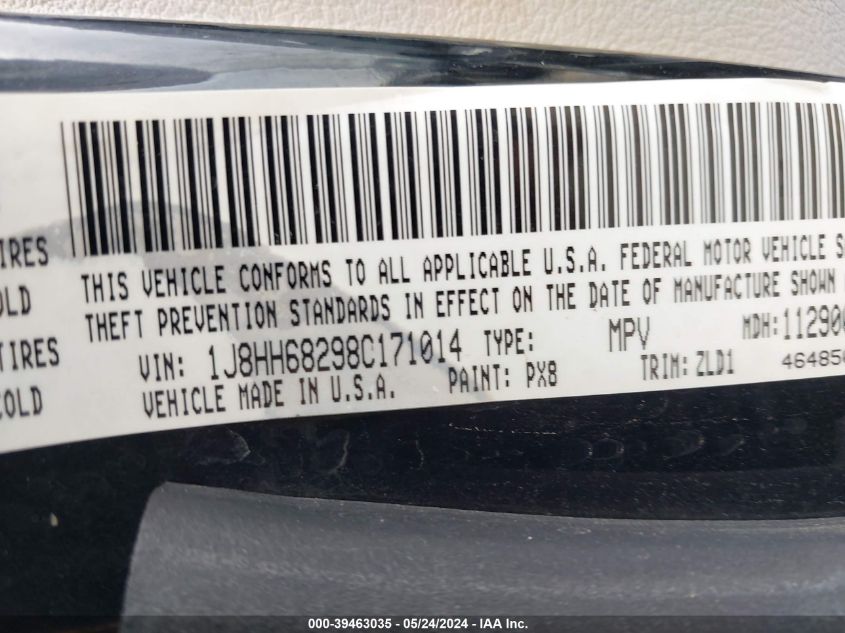 TIRES
OLD
TIRES
COLD
THIS VEHICLE CONFORMS TO ALL APPLICABLE U.S.A. FEDERAL MOTOR VEHICLE S
THEFT PREVENTION STANDARDS IN EFFECT ON THE DATE OF MANUFACTURE SHOWN
VIN: 1J8HH68298C171014 TYPE: MPV MDH:11290
VEHICLE MADE IN U.S.A. PAINT: PX8 TRIM: ZLD1 46485
000-39463035 - 05/24/2024 - IAA Inc.